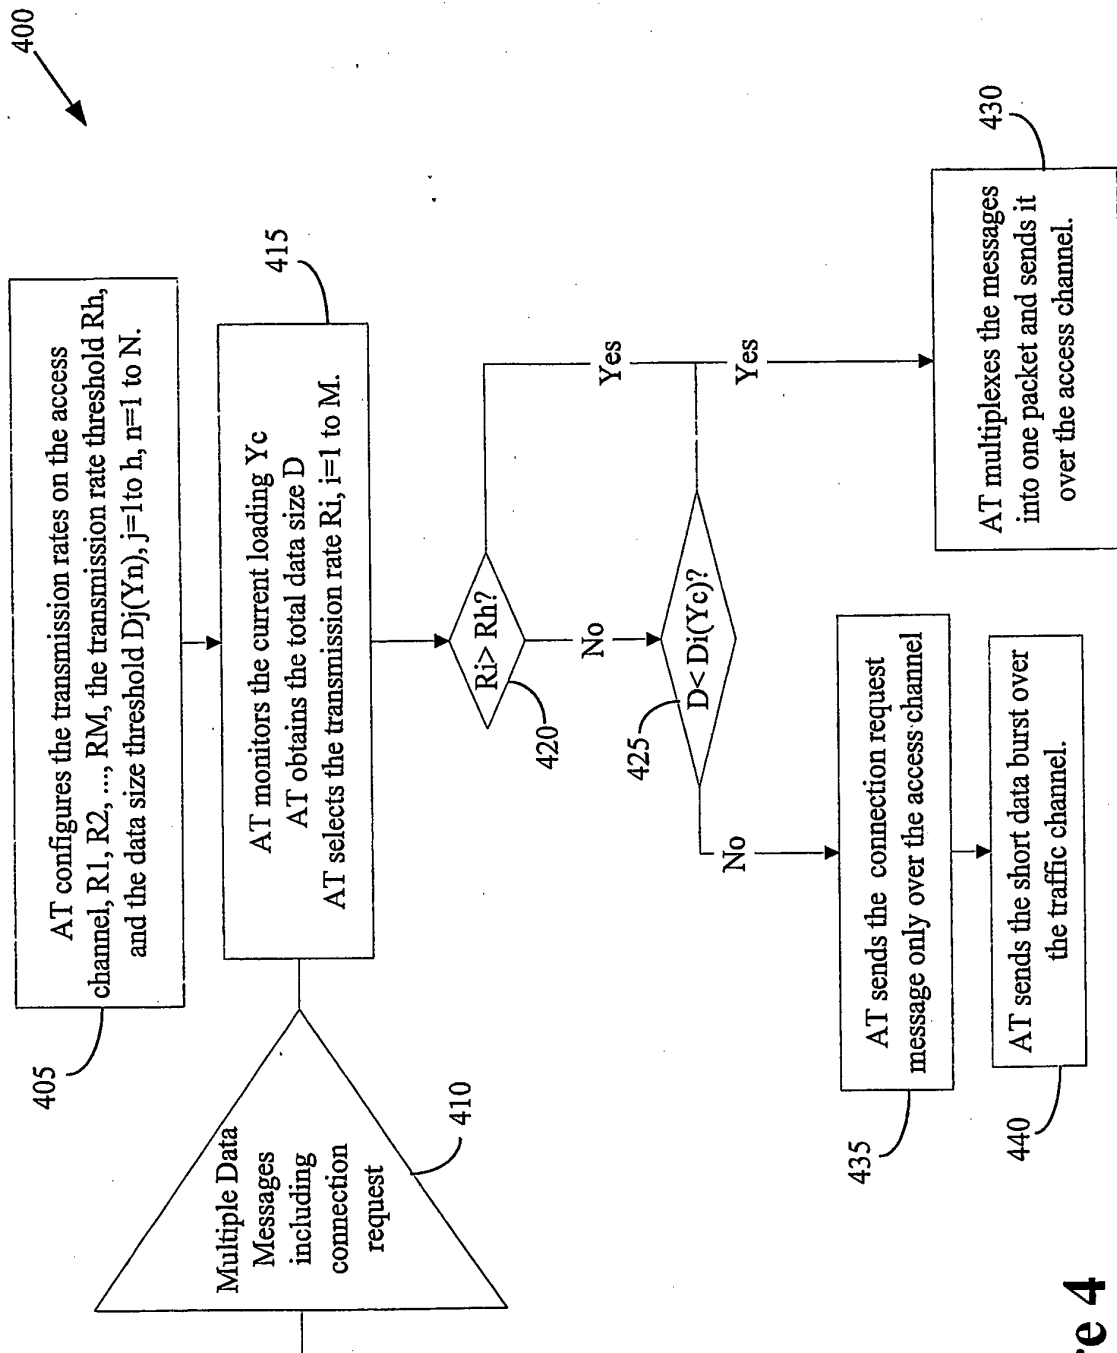 400
AT configures the transmission rates on the access
channel, R1, R2, ..., RM, the transmission rate threshold Rh,
and the data size threshold Dj(Yn), j=1to h, n=1 to N.
405
Multiple Data
Messages
including
connection
request
410
AT monitors the current loading Yc
AT obtains the total data size D
AT selects the transmission rate Ri, i=1 to M.
415
Ri> Rh?
420
Yes
No
D< Di(Yc)?
425
Yes
No
AT multiplexes the messages
into one packet and sends it
over the access channel.
430
AT sends the connection request
message only over the access channel
435
AT sends the short data burst over
the traffic channel.
440
4